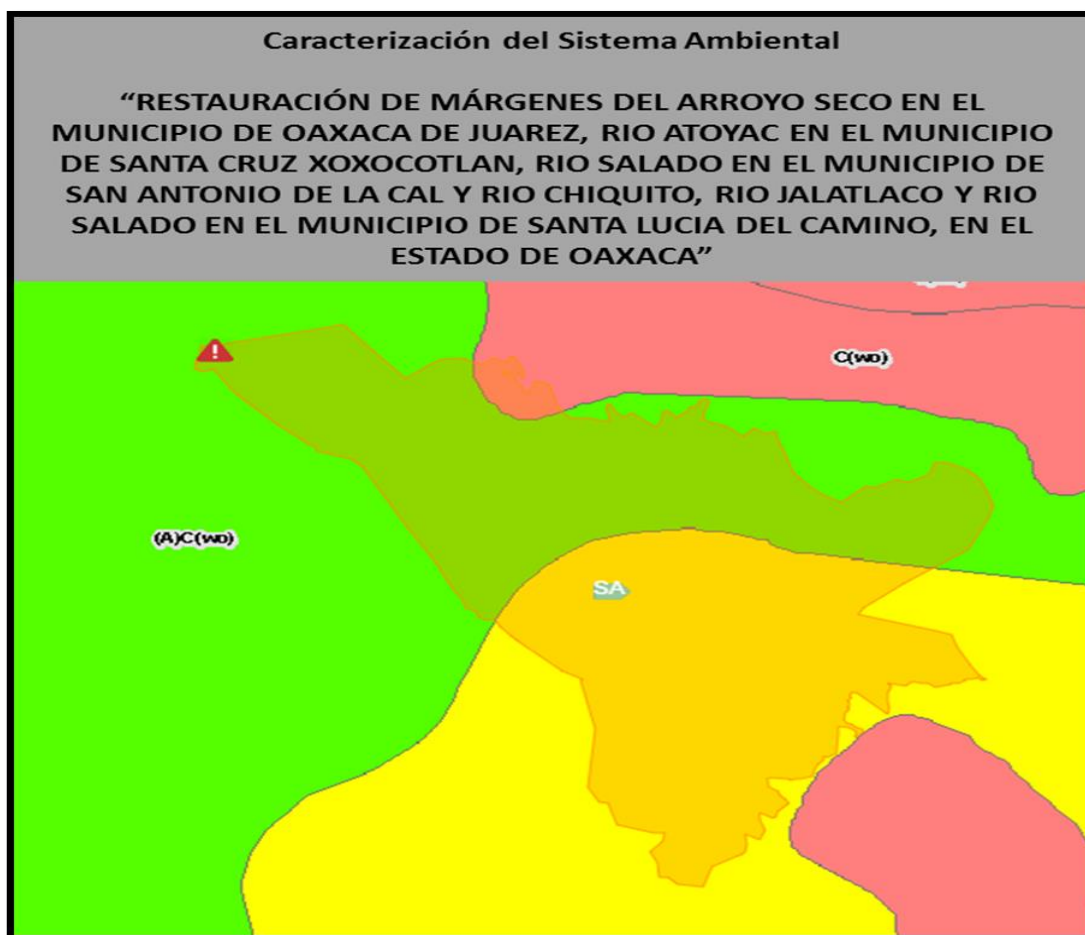 Caracterización del Sistema Ambiental
“RESTAURACIÓN DE MÁRGENES DEL ARROYO SECO EN EL
MUNICIPIO DE OAXACA DE JUAREZ, RIO ATOYAC EN EL MUNICIPIO
DE SANTA CRUZ XOXOCOTLAN, RIO SALADO EN EL MUNICIPIO DE
SAN ANTONIO DE LA CAL Y RIO CHIQUITO, RIO JALATLACO Y RIO
SALADO EN EL MUNICIPIO DE SANTA LUCIA DEL CAMINO, EN EL
ESTADO DE OAXACA”
C(wo)
(A)C(wo)
SA